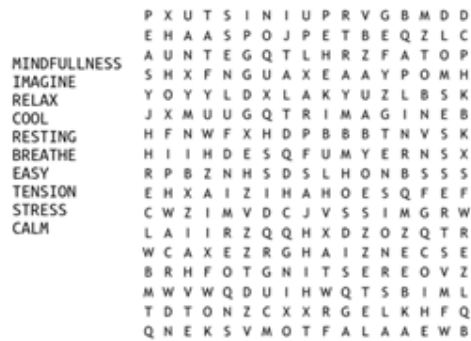 MINDFULLNESS
IMAGINE
RELAX
COOL
RESTING
BREATHE
EASY
TENSION
STRESS
CALM
P X U T S I N I U P R V G B M D D
E H A A S P O J P E T B E Q Z L C
A U N T E G Q T L H R Z F A T O P
S H X F N G U A X E A A Y P O M H
Y O Y Y L D X L A K Y U Z L B S K
J X M U U G Q T R I M A G I N E B
H F N W F X H D P B B B T N V S K
H I I H D E S Q F U M Y E R N S X
R P B Z N H S D S L H O N B S S S
E H X A I Z I H A H O E S Q F E F
C W Z I M V D C J V S S I M G R W
L A I I R Z Q Q H X D Z O Z Q T R
W C A X E Z R G H A I Z N E C S E
B R H F O T G N I T S E R E O V Z
M W V W Q D U I H W Q T S B I M L
T D T O N Z C X X R G E L K H F Q
Q N E K S V M O T F A L A A E W B